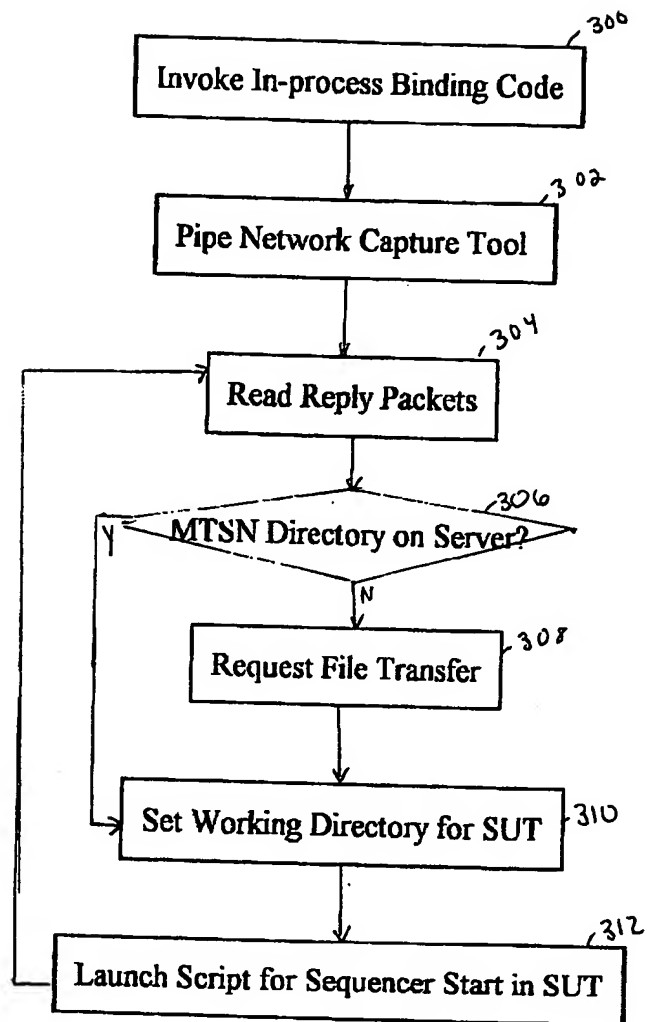 300
Invoke In-process Binding Code
302
Pipe Network Capture Tool
304
Read Reply Packets
306
Y
MTSN Directory on Server?
N
308
Request File Transfer
Set Working Directory for SUT
310
312
Launch Script for Sequencer Start in SUT